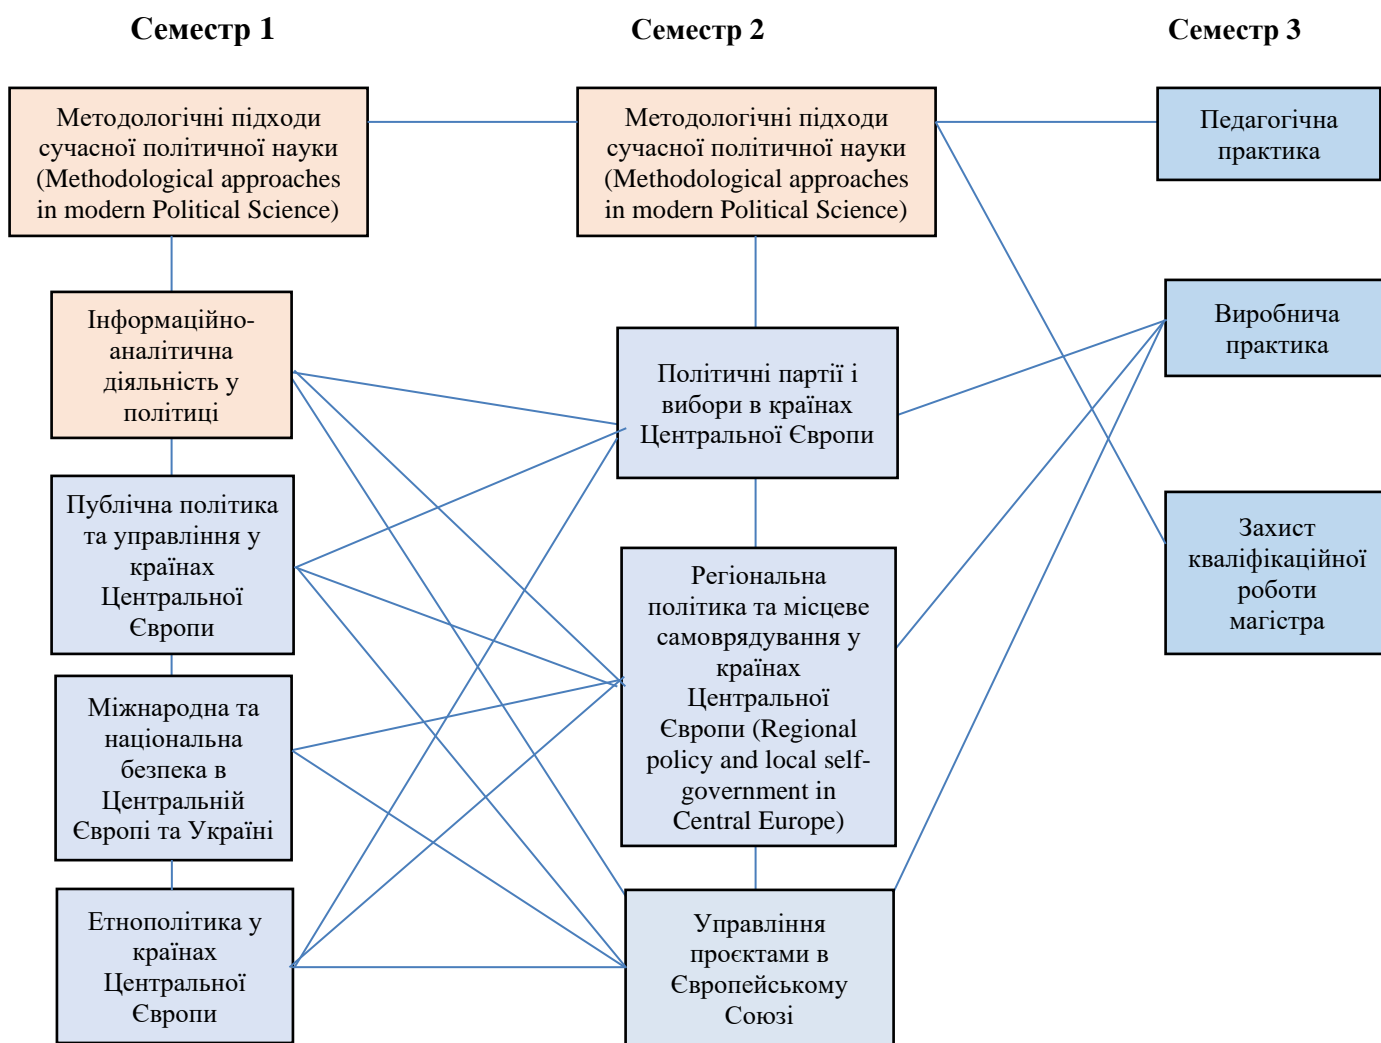 Семестр 1
Семестр 2
Семестр 3
Методологічні підходи
сучасної політичної науки
(Methodological approaches
in modern Political Science)
Інформаційно-
аналітична
діяльність у
політиці
Публічна політика
та управління у
країнах
Центральної
Європи
Міжнародна та
національна
безпека в
Центральній
Європі та Україні
Етнополітика у
країнах
Центральної
Європи
Методологічні підходи
сучасної політичної науки
(Methodological approaches
in modern Political Science)
Політичні партії і
вибори в країнах
Центральної Європи
Регіональна
політика та місцеве
самоврядування у
країнах
Центральної
Європи (Regional
policy and local self-
government in
Central Europe)
Управління
проєктами в
Європейському
Союзі
Педагогічна
практика
Виробнича
практика
Захист
кваліфікаційної
роботи
магістра